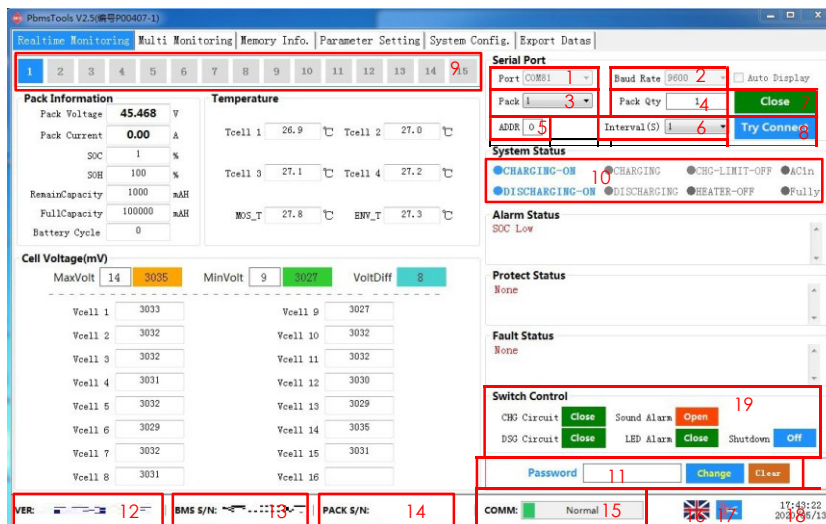 PbmsTools V2.5(编号P00407-1)
Realtime Monitoring Multi Monitoring Memory Info. Parameter Setting System Config. Export Datas
1 2 3 4 5 6 7 8 9 10 11 12 13 14 15 9
Pack Information
Pack Voltage 45.468 V
Pack Current 0.00 A
SOC 1 %
SOH 100 %
RemainCapacity 1000 mAH
FullCapacity 100000 mAH
Battery Cycle 0
Temperature
Tcell 1 26.9 ℃ Tcell 2 27.0 ℃
Tcell 3 27.1 ℃ Tcell 4 27.2 ℃
MOS_T 27.8 ℃ ENV_T 27.3 ℃
Cell Voltage(mV)
MaxVolt 14 3035 MinVolt 9 3027 VoltDiff 8
Vcell 1 3033 Vcell 9 3027
Vcell 2 3032 Vcell 10 3032
Vcell 3 3032 Vcell 11 3032
Vcell 4 3031 Vcell 12 3030
Vcell 5 3032 Vcell 13 3029
Vcell 6 3029 Vcell 14 3035
Vcell 7 3032 Vcell 15 3031
Vcell 8 3031 Vcell 16
Serial Port
Port COM81 1 Baud Rate 9600 2 Auto Display
Pack 1 3 Pack Qty 1 4 Close 7
ADDR 0 5 Interval(S) 1 6 Try Connect 8
System Status
CHARGING-ON CHARGING CHG-LIMIT-OFF ACin
10
DISCHARGING-ON DISCHARGING HEATER-OFF Fully
Alarm Status
SOC Low
Protect Status
None
Fault Status
None
Switch Control
CHG Circuit Close Sound Alarm Open 19
DSG Circuit Close LED Alarm Close Shutdown Off
Password 11 Change Clear
VER: 12 BMS S/N: 13 PACK S/N: 14 COMM: Normal 15 16 17 17:43:22
18